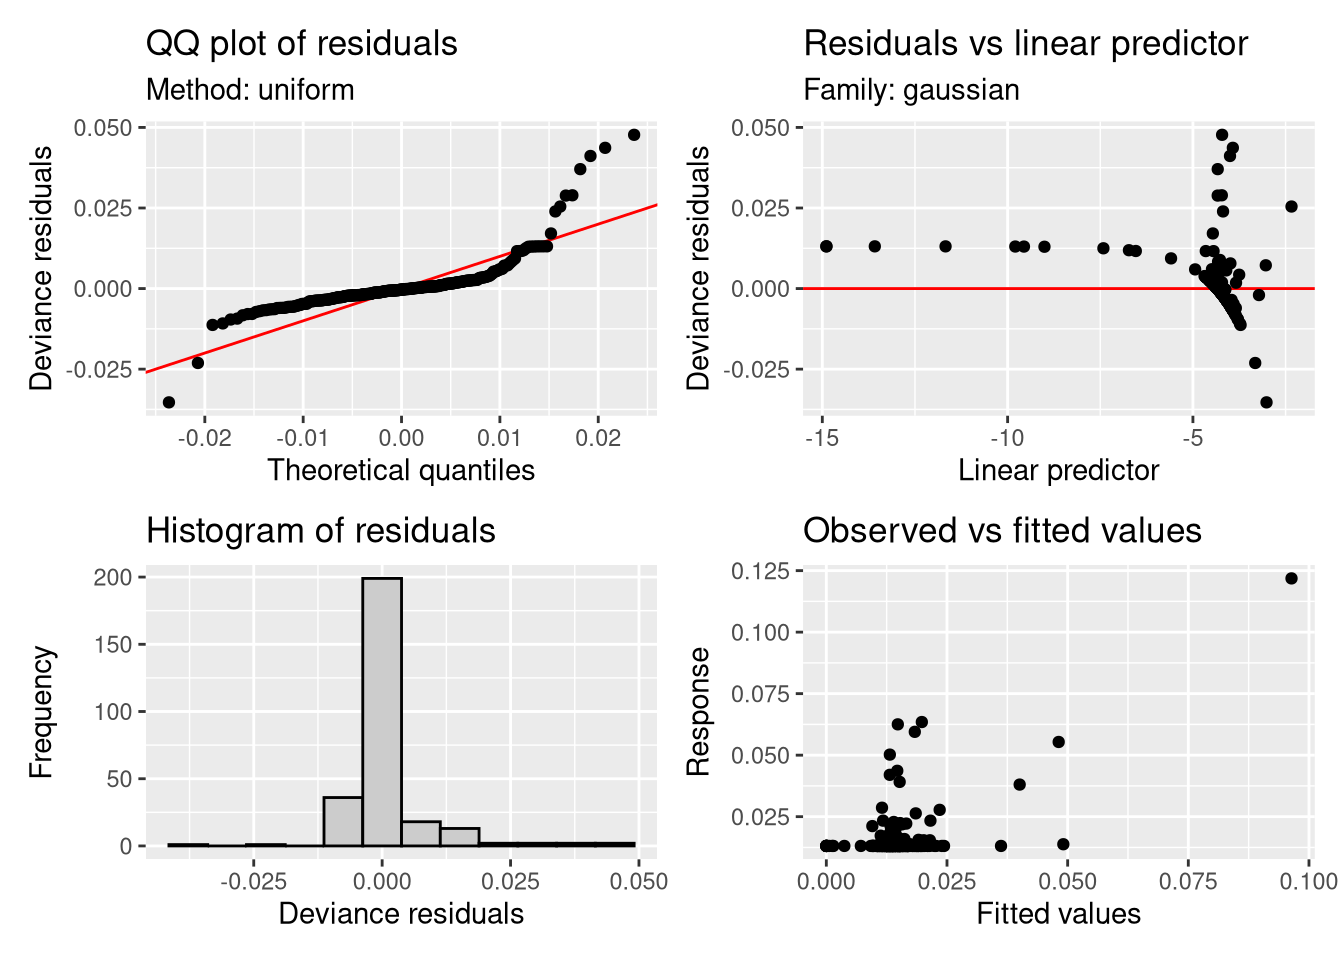 QQ plot of residuals
Method: uniform
0.050
0.025
0.000
-0.025
Deviance residuals
-0.02 -0.01 0.00 0.01 0.02
Theoretical quantiles
Residuals vs linear predictor
Family: gaussian
0.050
0.025
0.000
-0.025
Deviance residuals
-15 -10 -5
Linear predictor
Histogram of residuals
200
150
100
50
0
Frequency
-0.025 0.000 0.025 0.050
Deviance residuals
Observed vs fitted values
0.125
0.100
0.075
0.050
0.025
Response
0.000 0.025 0.050 0.075 0.100
Fitted values